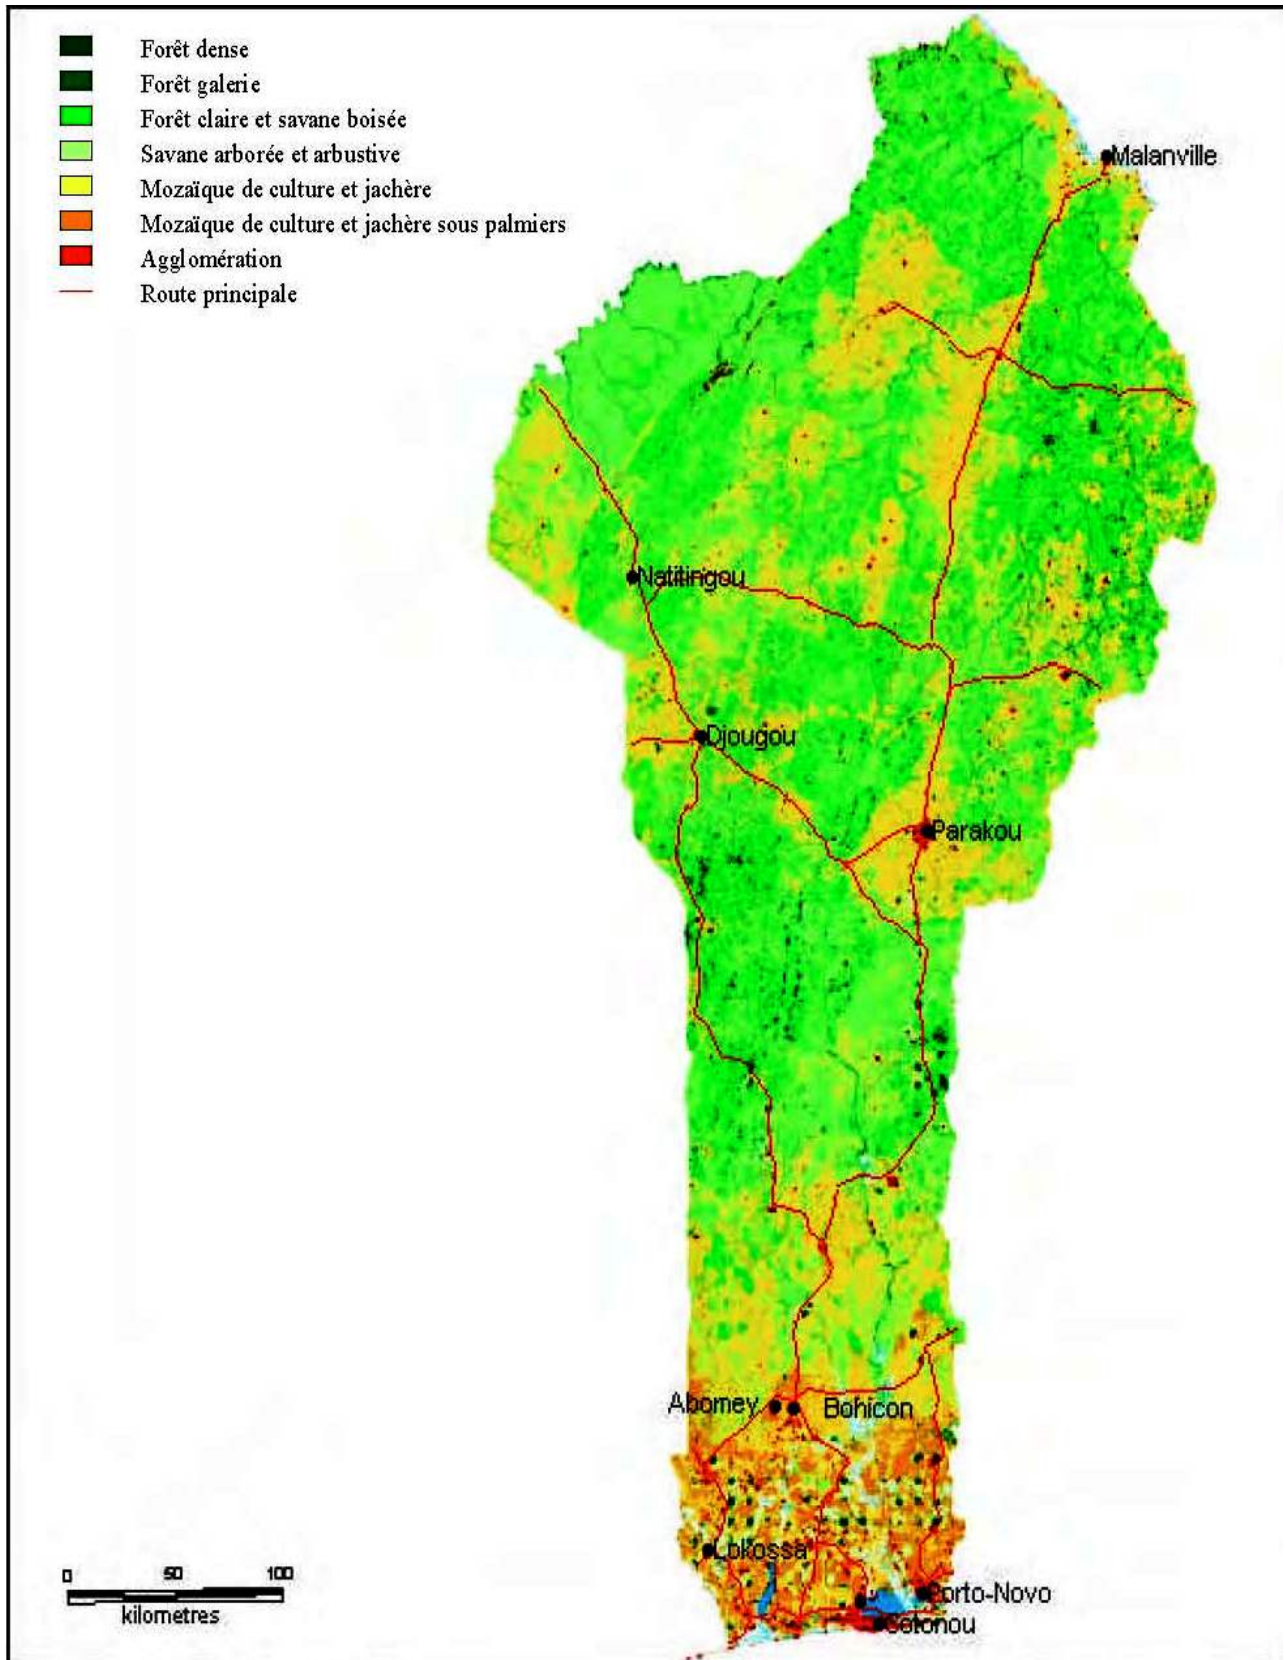 Forêt dense
Forêt galerie
Forêt claire et savane boisée
Savane arborée et arbustive
Mozaïque de culture et jachère
Mozaïque de culture et jachère sous palmiers
Agglomération
Route principale
Malanville
Natitingou
Djougou
Parakou
Abomey
Bohicon
Lokossa
Porto-Novo
Cotonou
0 50 100
kilometres